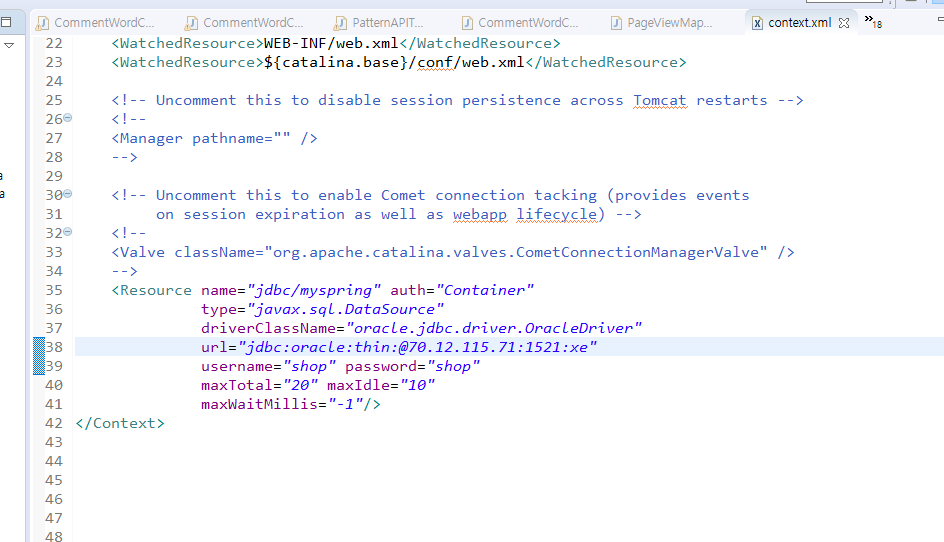 CommentWordC...
CommentWordC...
PatternAPIT...
CommentWordC...
PageViewMap...
context.xml
18
22 <WatchedResource>WEB-INF/web.xml</WatchedResource>
23 <WatchedResource>${catalina.base}/conf/web.xml</WatchedResource>
24
25 <!-- Uncomment this to disable session persistence across Tomcat restarts -->
26 <!--
27 <Manager pathname="" />
28 -->
29
30 <!-- Uncomment this to enable Comet connection tacking (provides events
31 on session expiration as well as webapp lifecycle) -->
32 <!--
33 <Valve className="org.apache.catalina.valves.CometConnectionManagerValve" />
34 -->
35 <Resource name="jdbc/myspring" auth="Container"
36 type="javax.sql.DataSource"
37 driverClassName="oracle.jdbc.driver.OracleDriver"
38 url="jdbc:oracle:thin:@70.12.115.71:1521:xe"
39 username="shop" password="shop"
40 maxTotal="20" maxIdle="10"
41 maxWaitMillis="-1"/>
42 </Context>
43
44
45
46
47
48